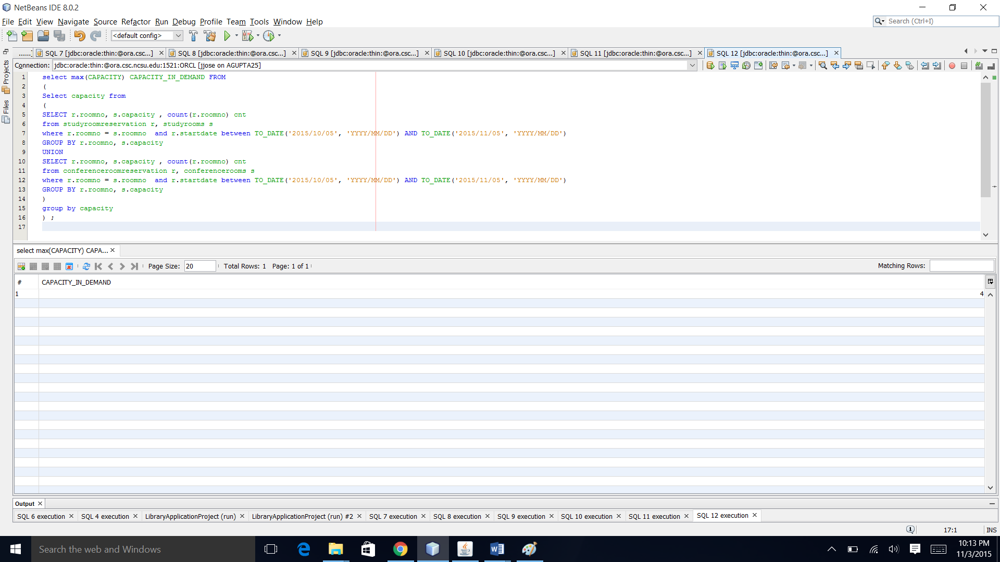 NetBeans IDE 8.0.2
File Edit View Navigate Source Refactor Run Debug Profile Team Tools Window Help
Search (Ctrl+I)
<default config>
......]
SQL 7 [jdbc:oracle:thin:@ora.csc...]
SQL 8 [jdbc:oracle:thin:@ora.csc...]
SQL 9 [jdbc:oracle:thin:@ora.csc...]
SQL 10 [jdbc:oracle:thin:@ora.csc...]
SQL 11 [jdbc:oracle:thin:@ora.csc...]
SQL 12 [jdbc:oracle:thin:@ora.csc...]
Projects
Files
Connection: jdbc:oracle:thin:@ora.csc.ncsu.edu:1521:ORCL [jjose on AGUPTA25]
1 select max(CAPACITY) CAPACITY_IN_DEMAND FROM
2 (
3 Select capacity from
4 (
5 SELECT r.roomno, s.capacity , count(r.roomno) cnt
6 from studyroomreservation r, studyrooms s
7 where r.roomno = s.roomno  and r.startdate between TO_DATE('2015/10/05', 'YYYY/MM/DD') AND TO_DATE('2015/11/05', 'YYYY/MM/DD')
8 GROUP BY r.roomno, s.capacity
9 UNION
10 SELECT r.roomno, s.capacity , count(r.roomno) cnt
11 from conferenceroomreservation r, conferencerooms s
12 where r.roomno = s.roomno  and r.startdate between TO_DATE('2015/10/05', 'YYYY/MM/DD') AND TO_DATE('2015/11/05', 'YYYY/MM/DD')
13 GROUP BY r.roomno, s.capacity
14 )
15 group by capacity
16 ) ;
17
select max(CAPACITY) CAPA...
Page Size: 20 Total Rows: 1 Page: 1 of 1
Matching Rows:
# CAPACITY_IN_DEMAND
1 4
Output
SQL 6 execution
SQL 4 execution
LibraryApplicationProject (run)
LibraryApplicationProject (run) #2
SQL 7 execution
SQL 8 execution
SQL 9 execution
SQL 10 execution
SQL 11 execution
SQL 12 execution
1
17:1
INS
Search the web and Windows
10:13 PM
11/3/2015